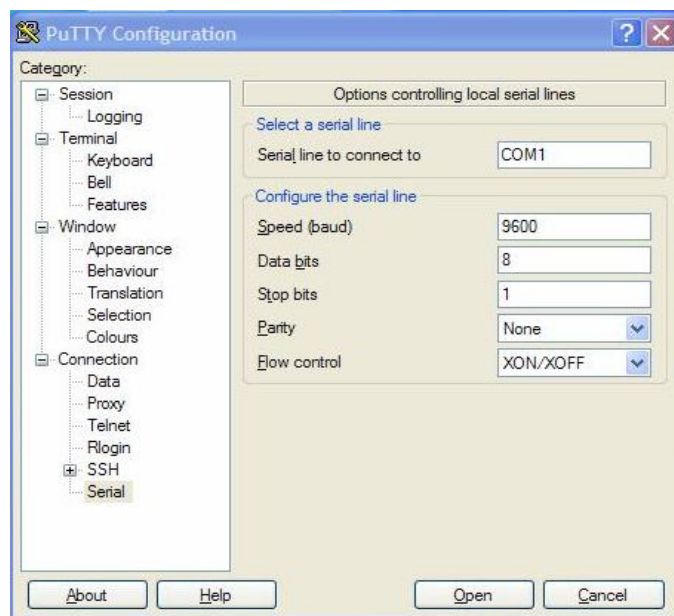 PuTTY Configuration
Category:
Session
Logging
Terminal
Keyboard
Bell
Features
Window
Appearance
Behaviour
Translation
Selection
Colours
Connection
Data
Proxy
Telnet
Rlogin
SSH
Serial
Options controlling local serial lines
Select a serial line
Serial line to connect to COM1
Configure the serial line
Speed (baud) 9600
Data bits 8
Stop bits 1
Parity None
Flow control XON/XOFF
About Help Open Cancel